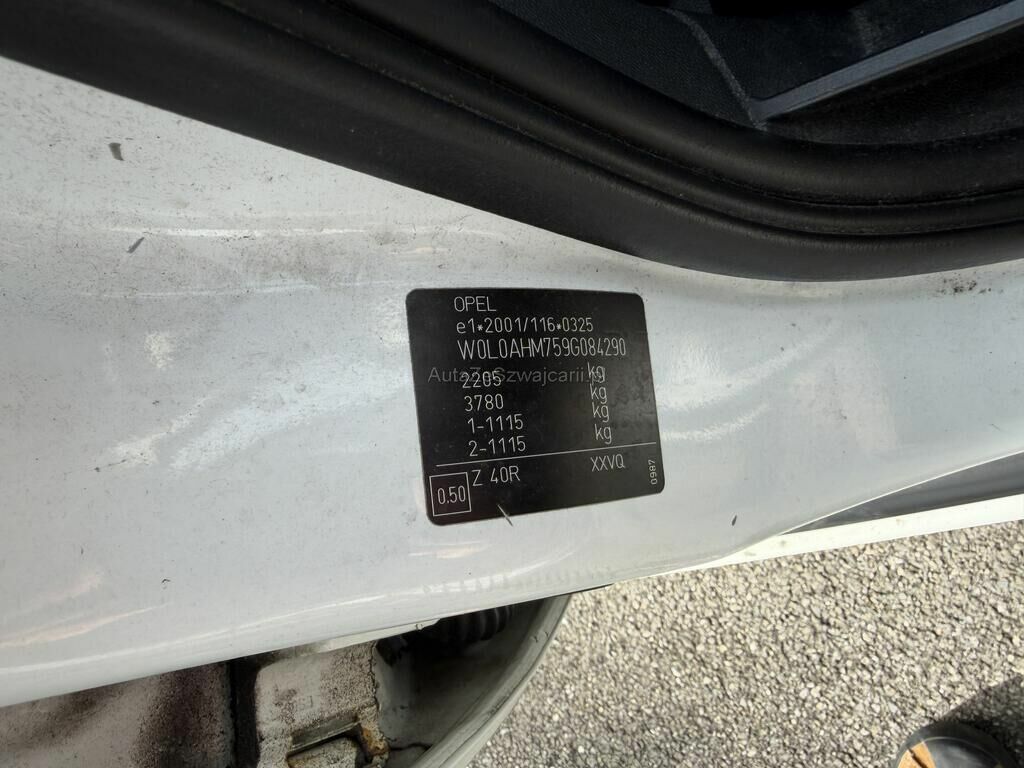 OPEL
e1*2001/116*0325
W0L0AHM759G084290
2205 kg
3780 kg
1-1115 kg
2-1115 kg
Z 40R XXVQ
0.50
0987